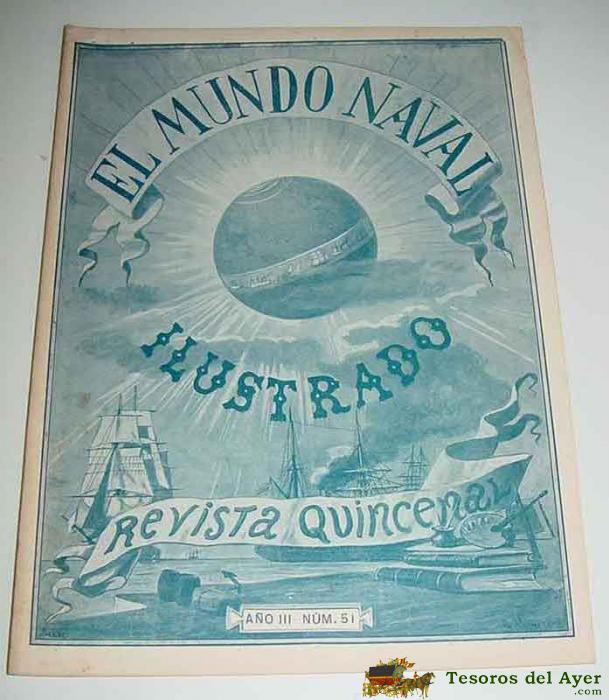 EL MUNDO NAVAL
ILUSTRADO
REVISTA QUINCENAL
AÑO III NÚM. 51
Tesoros del Ayer
.com